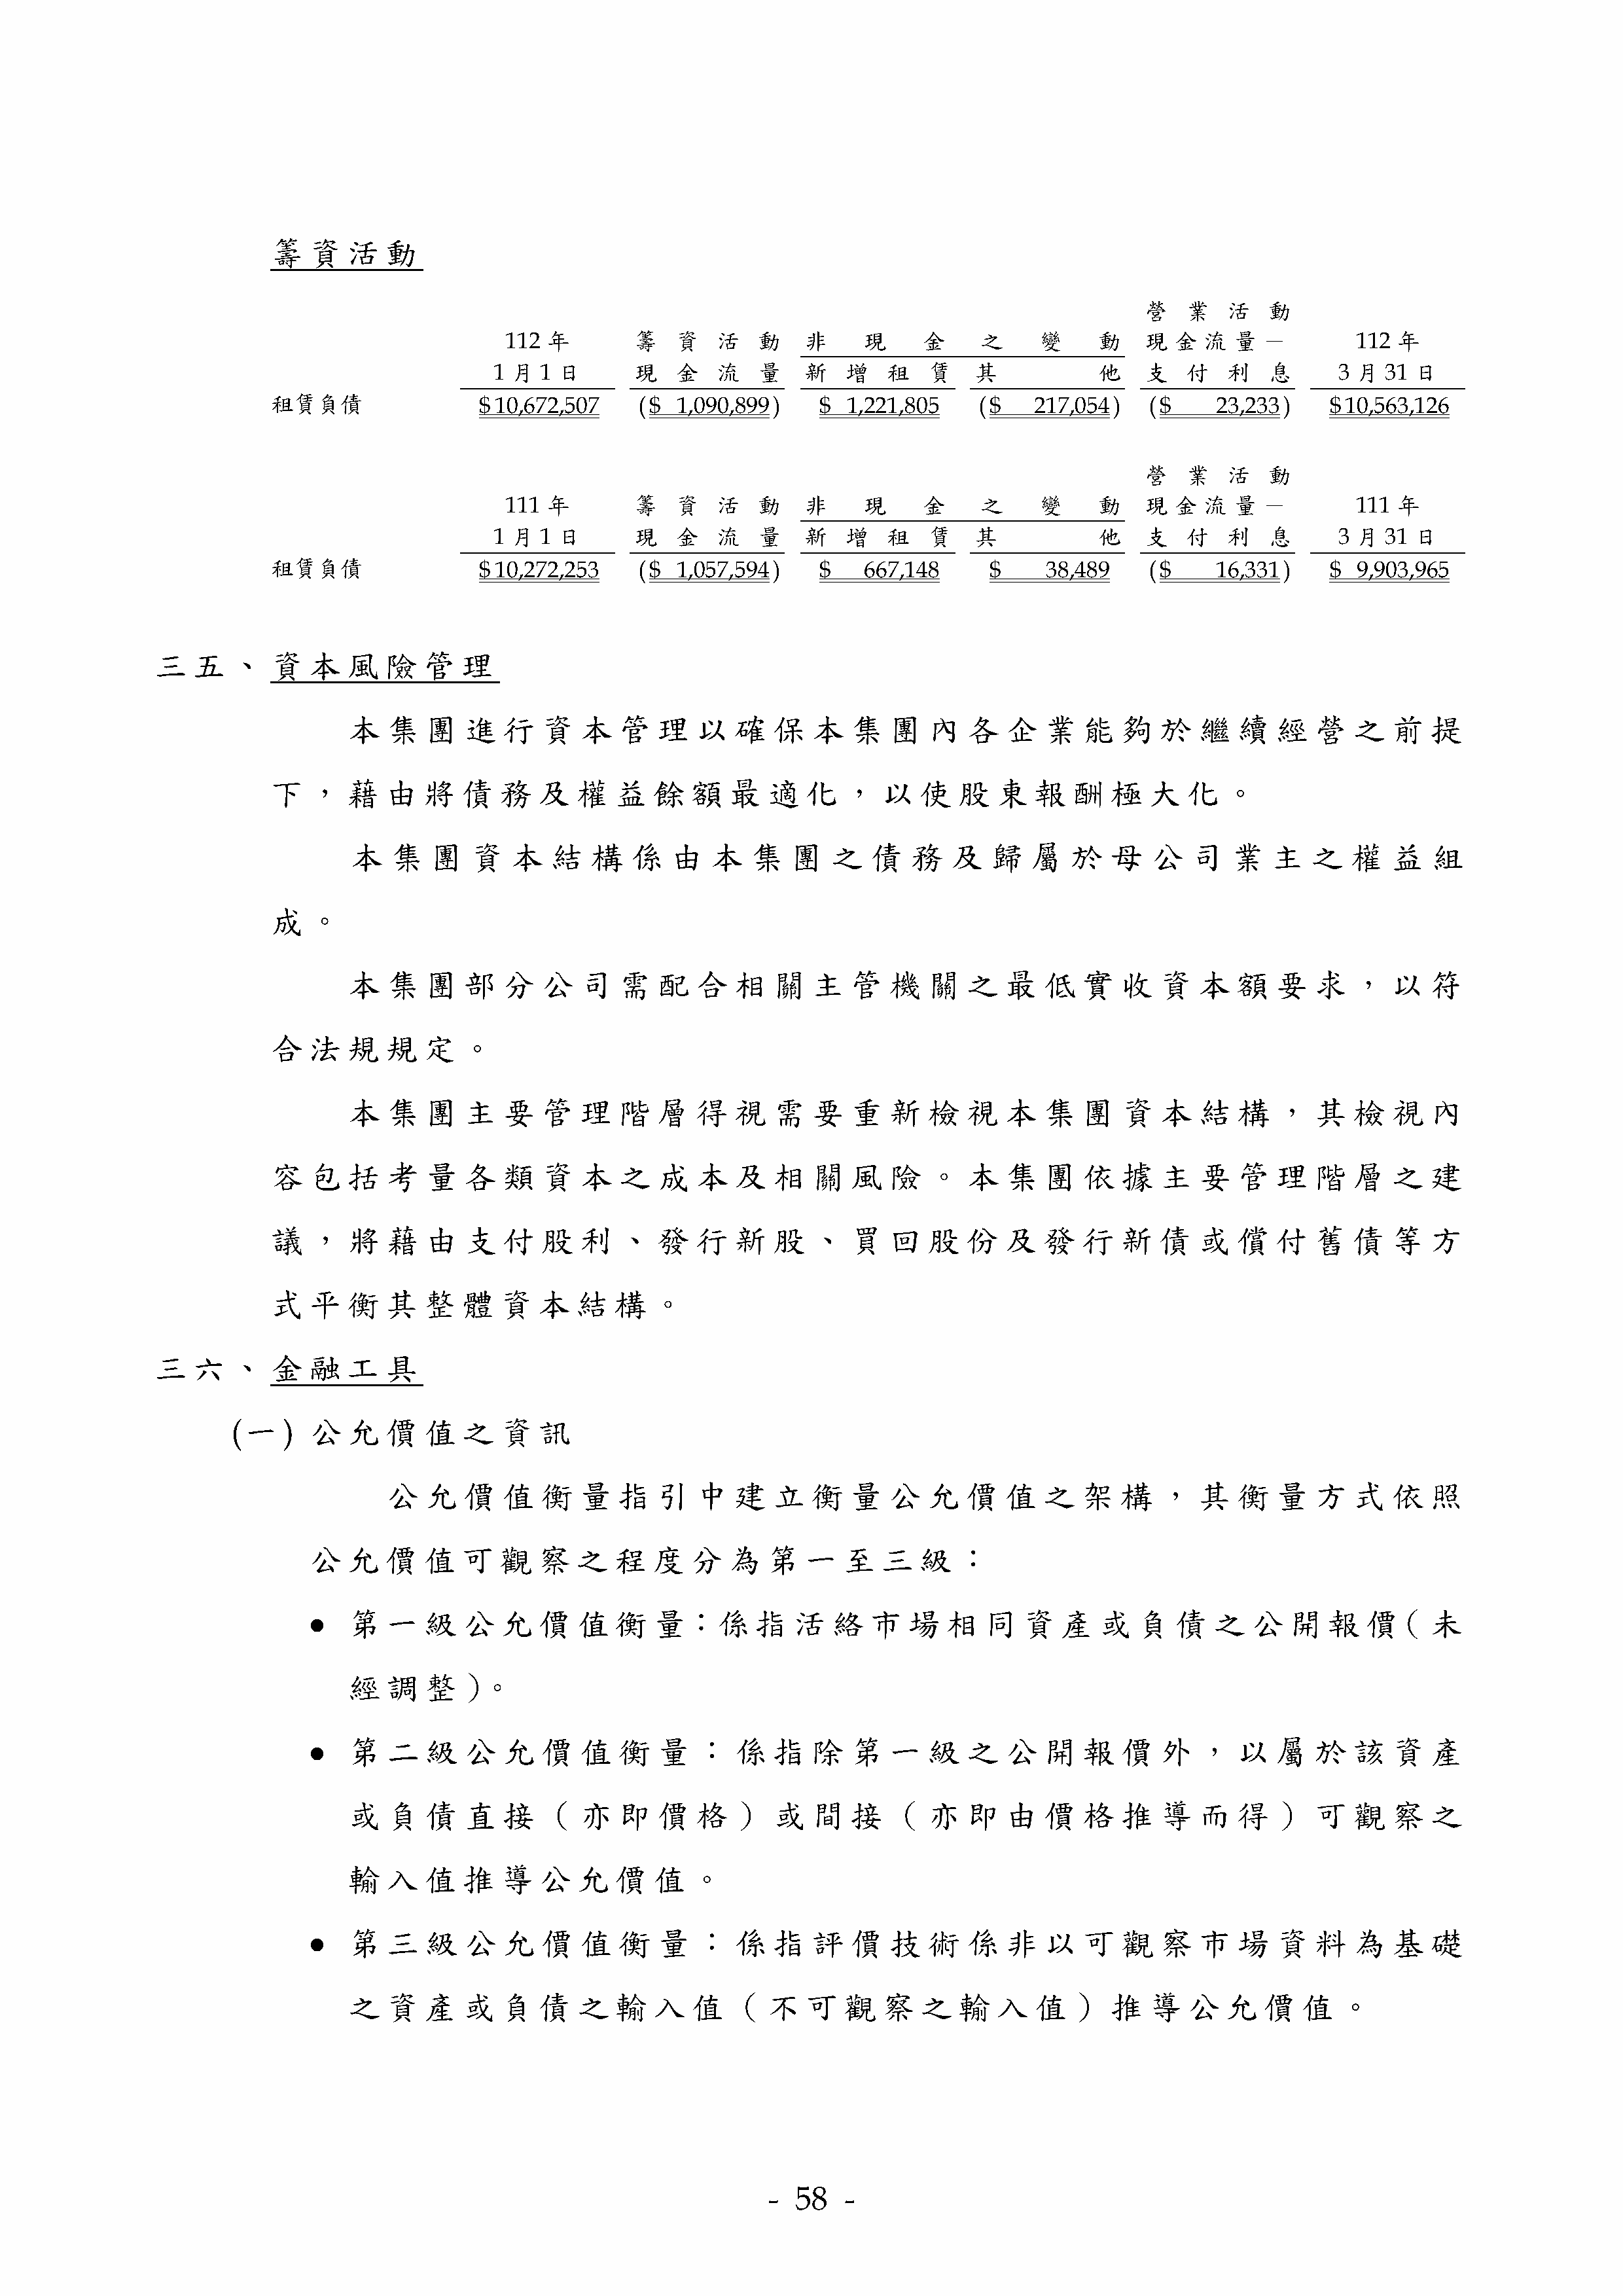 籌資活動
營業活動
112年 籌資活動 非現金之變動 現金流量－ 112年
1月1日 現金流量 新增租賃 其他 支付利息 3月31日
租賃負債 $10,672,507 ($ 1,090,899) $ 1,221,805 ($ 217,054) ($ 23,233) $10,563,126
營業活動
111年 籌資活動 非現金之變動 現金流量－ 111年
1月1日 現金流量 新增租賃 其他 支付利息 3月31日
租賃負債 $10,272,253 ($ 1,057,594) $ 667,148 $ 38,489 ($ 16,331) $ 9,903,965
三五、資本風險管理
本集團進行資本管理以確保本集團內各企業能夠於繼續經營之前提
下，藉由將債務及權益餘額最適化，以使股東報酬極大化。
本集團資本結構係由本集團之債務及歸屬於母公司業主之權益組
成。
本集團部分公司需配合相關主管機關之最低實收資本額要求，以符
合法規規定。
本集團主要管理階層得視需要重新檢視本集團資本結構，其檢視內
容包括考量各類資本之成本及相關風險。本集團依據主要管理階層之建
議，將藉由支付股利、發行新股、買回股份及發行新債或償付舊債等方
式平衡其整體資本結構。
三六、金融工具
(一) 公允價值之資訊
公允價值衡量指引中建立衡量公允價值之架構，其衡量方式依照
公允價值可觀察之程度分為第一至三級：
● 第一級公允價值衡量：係指活絡市場相同資產或負債之公開報價（未
經調整）。
● 第二級公允價值衡量：係指除第一級之公開報價外，以屬於該資產
或負債直接（亦即價格）或間接（亦即由價格推導而得）可觀察之
輸入值推導公允價值。
● 第三級公允價值衡量：係指評價技術係非以可觀察市場資料為基礎
之資產或負債之輸入值（不可觀察之輸入值）推導公允價值。
- 58 -